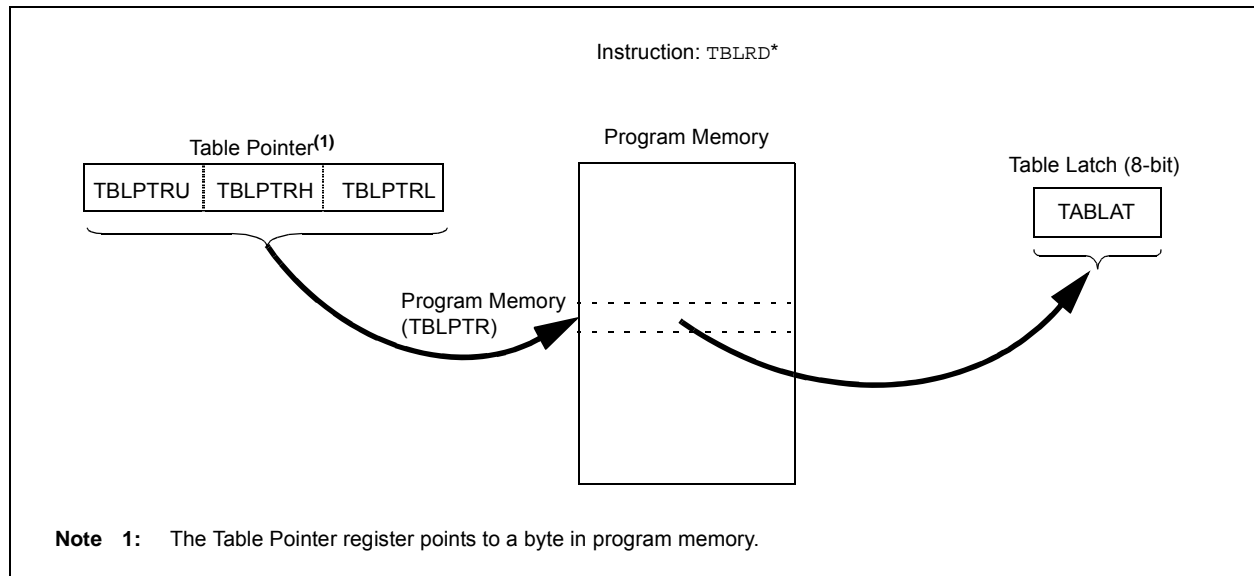 Instruction: TBLRD*
Table Pointer(1)
TBLPTRU TBLPTRH TBLPTRL
Program Memory
Table Latch (8-bit)
TABLAT
Program Memory
(TBLPTR)
Note 1: The Table Pointer register points to a byte in program memory.